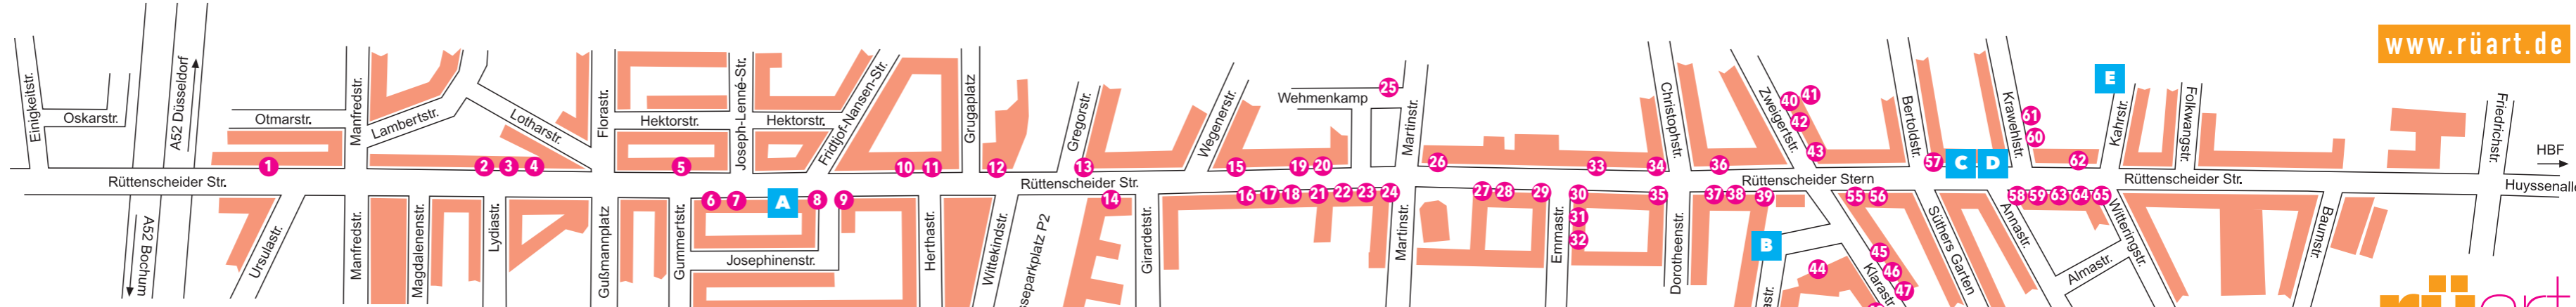 www.rüart.de
Einigkeitstr.
Oskarstr.
A52 Düsseldorf
A52 Bochum
Otmarstr.
Manfredstr.
Lambertstr.
Lotharstr.
Florastr.
Hektorstr.
Joseph-Lenné-Str.
Hektorstr.
Fridtjof-Nansen-Str.
Grugaplatz
Gregorstr.
Wegenerstr.
Wehmenkamp
25
Martinstr.
Christophstr.
Zweigertstr.
40 41
42
43
Bertoldstr.
Krawehlstr.
61
60
E
Kahrstr.
Folkwangstr.
Friedrichstr.
HBF
1
2 3 4
5
10 11
12
13
15
19 20
26
33
34
36
57
C D
62
Rüttenscheider Str.
Rüttenscheider Str.
Rüttenscheider Stern
Rüttenscheider Str.
Huyssenalle
6 7
A
8 9
14
16 17 18 21 22 23 24
27 28 29
30
31
32
35
37 38 39
55 56
58 59 63 64 65
Ursulastr.
Manfredstr.
Magdalenenstr.
Lydiastr.
Gußmannplatz
Gummertstr.
Josephinenstr.
Herthastr.
Wittekindstr.
sseparkplatz P2
Girardetstr.
Martinstr.
Emmastr.
Dorotheenstr.
B
astr.
44
45
46
47
Klarastr.
Süthers Garten
Annastr.
Almastr.
Witteringstr.
Baumstr.
rüart